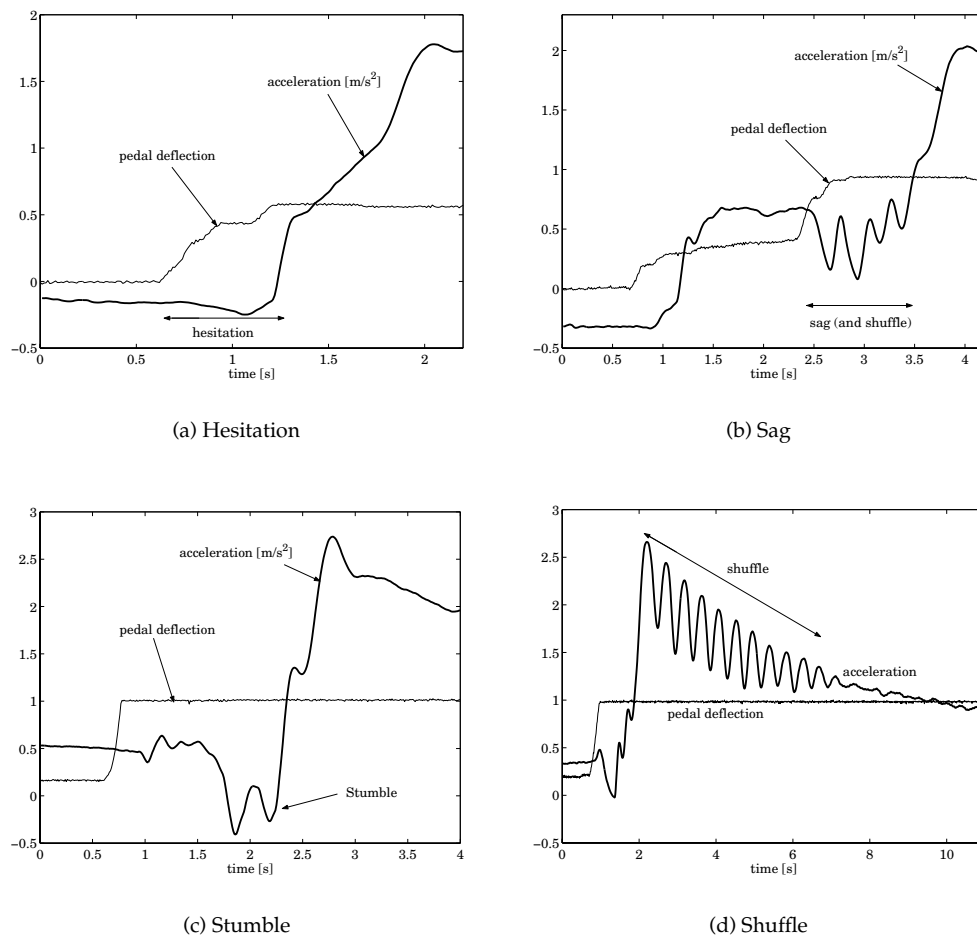 2
1.5
1
0.5
0
−0.5
0 0.5 1 1.5 2
time [s]
acceleration [m/s²]
pedal deflection
hesitation
(a) Hesitation
2
1.5
1
0.5
0
−0.5
0 0.5 1 1.5 2 2.5 3 3.5 4
time [s]
acceleration [m/s²]
pedal deflection
sag (and shuffle)
(b) Sag
3
2.5
2
1.5
1
0.5
0
−0.5
0 0.5 1 1.5 2 2.5 3 3.5 4
time [s]
acceleration [m/s²]
pedal deflection
Stumble
(c) Stumble
3
2.5
2
1.5
1
0.5
0
−0.5
0 2 4 6 8 10
time [s]
shuffle
acceleration
pedal deflection
(d) Shuffle